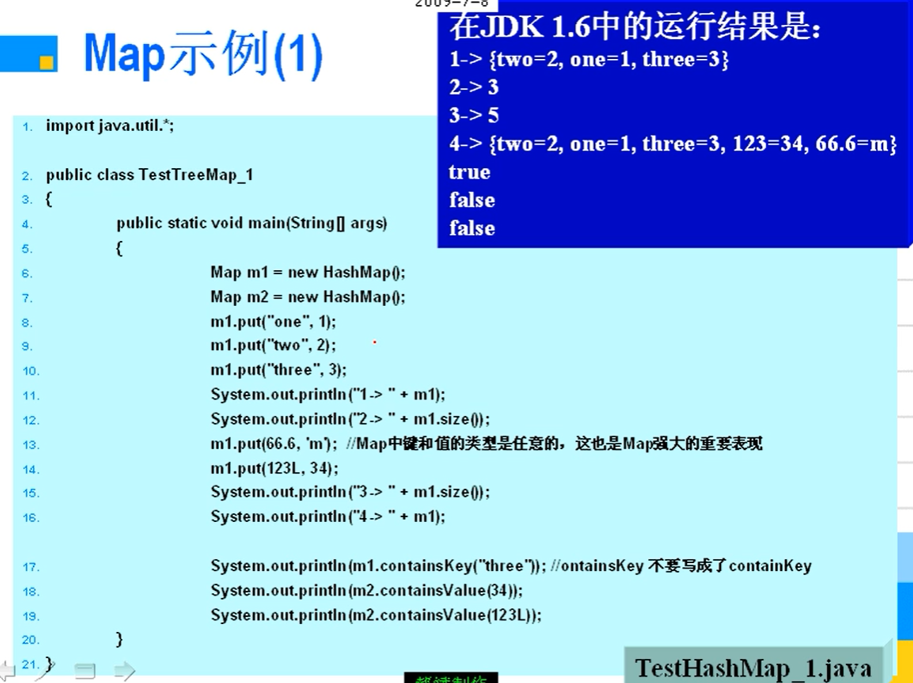 2009-7-8
Map示例(1)
在JDK 1.6中的运行结果是:
1-> {two=2, one=1, three=3}
2-> 3
3-> 5
4-> {two=2, one=1, three=3, 123=34, 66.6=m}
true
false
false
1. import java.util.*;
2. public class TestTreeMap_1
3. {
4. public static void main(String[] args)
5. {
6. Map m1 = new HashMap();
7. Map m2 = new HashMap();
8. m1.put("one", 1);
9. m1.put("two", 2);
10. m1.put("three", 3);
11. System.out.println("1-> " + m1);
12. System.out.println("2-> " + m1.size());
13. m1.put(66.6, 'm'); //Map中键和值的类型是任意的，这也是Map强大的重要表现
14. m1.put(123L, 34);
15. System.out.println("3-> " + m1.size());
16. System.out.println("4-> " + m1);
17. System.out.println(m1.containsKey("three")); //ontainsKey 不要写成了containKey
18. System.out.println(m2.containsValue(34));
19. System.out.println(m2.containsValue(123L));
20. }
21. }
TestHashMap_1.java